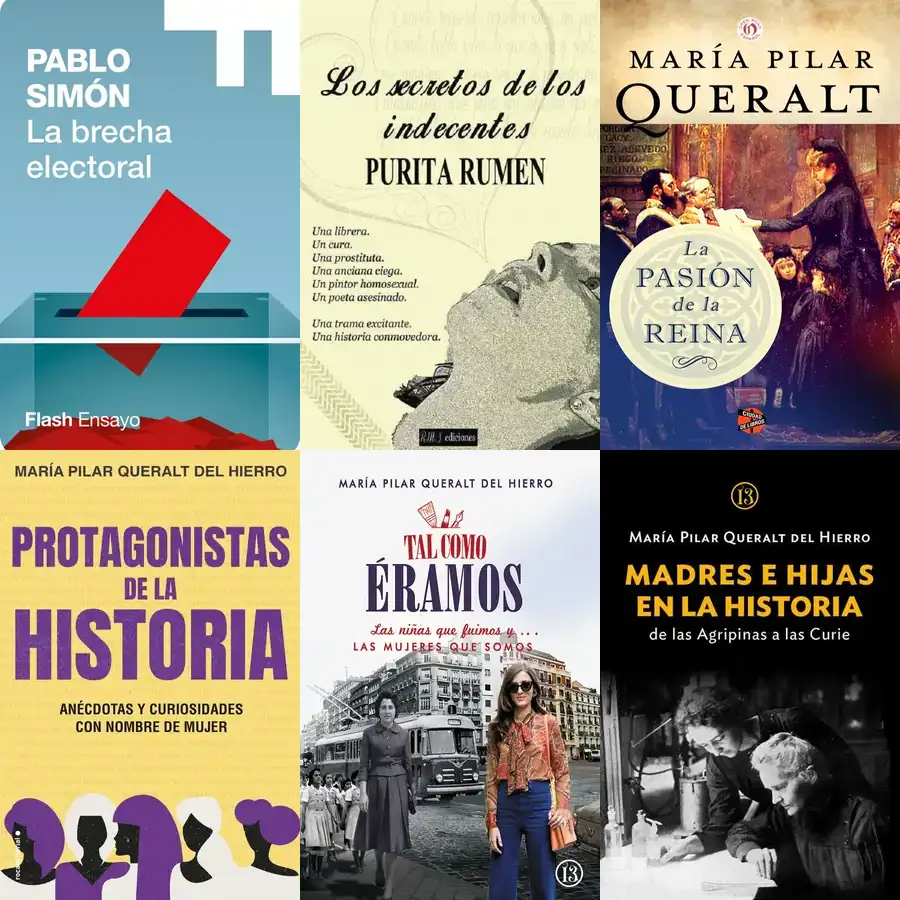 PABLO
SIMÓN
La brecha
electoral
Flash Ensayo
Los secretos de los
indecentes
PURITA RUMEN
Una librera.
Un cura.
Una prostituta.
Una anciana ciega.
Un pintor homosexual.
Un poeta asesinado.
Una trama excitante.
Una historia conmovedora.
ediciones
MARÍA PILAR
QUERALT
La
PASIÓN
de la
REINA
CIUDAD
DE LIBROS
MARÍA PILAR QUERALT DEL HIERRO
PROTAGONISTAS
DE LA
HISTORIA
ANÉCDOTAS Y CURIOSIDADES
CON NOMBRE DE MUJER
MARÍA PILAR QUERALT DEL HIERRO
TAL COMO
ÉRAMOS
Las niñas que fuimos y ...
LAS MUJERES QUE SOMOS
13
13
MARÍA PILAR QUERALT DEL HIERRO
MADRES E HIJAS
EN LA HISTORIA
de las Agripinas a las Curie